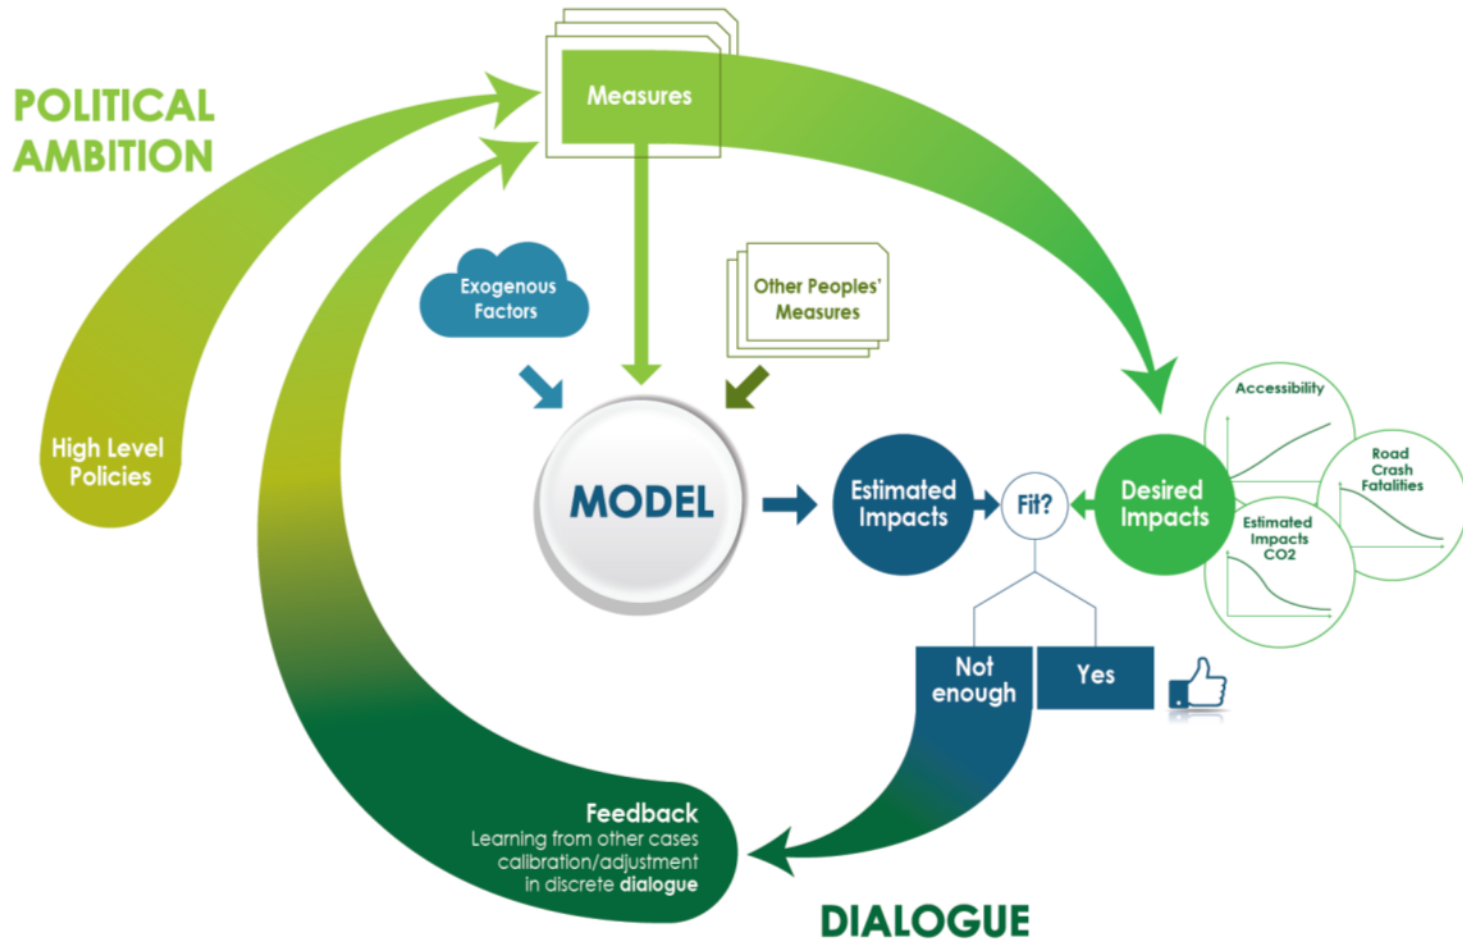 POLITICAL
AMBITION
Measures
Exogenous
Factors
Other Peoples'
Measures
High Level
Policies
MODEL
Estimated
Impacts
Fit?
Desired
Impacts
Accessibility
Road
Crash
Fatalities
Estimated
Impacts
CO2
Not
enough
Yes
Feedback
Learning from other cases
calibration/adjustment
in discrete dialogue
DIALOGUE